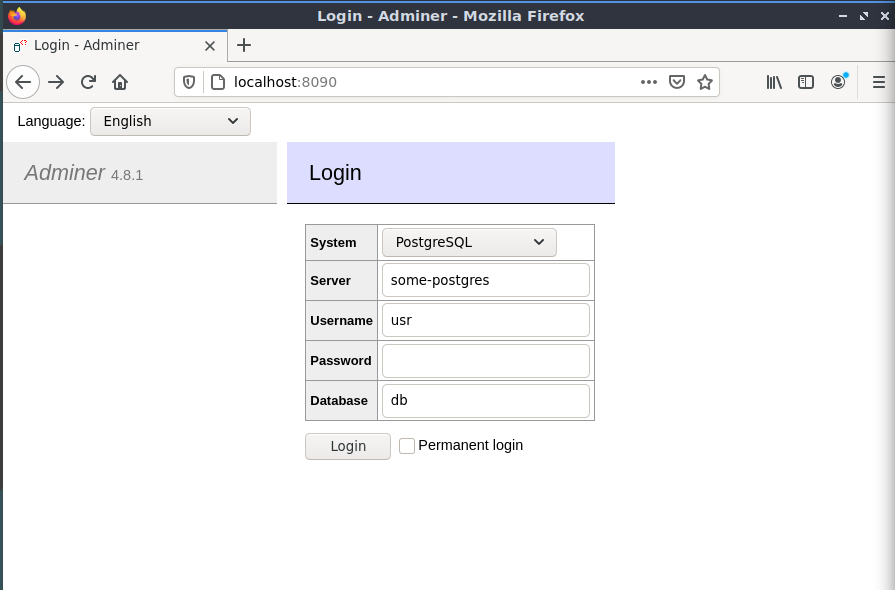 Login - Adminer - Mozilla Firefox
Login - Adminer
localhost:8090
Language: English
Adminer 4.8.1
Login
System PostgreSQL
Server some-postgres
Username usr
Password
Database db
Login Permanent login